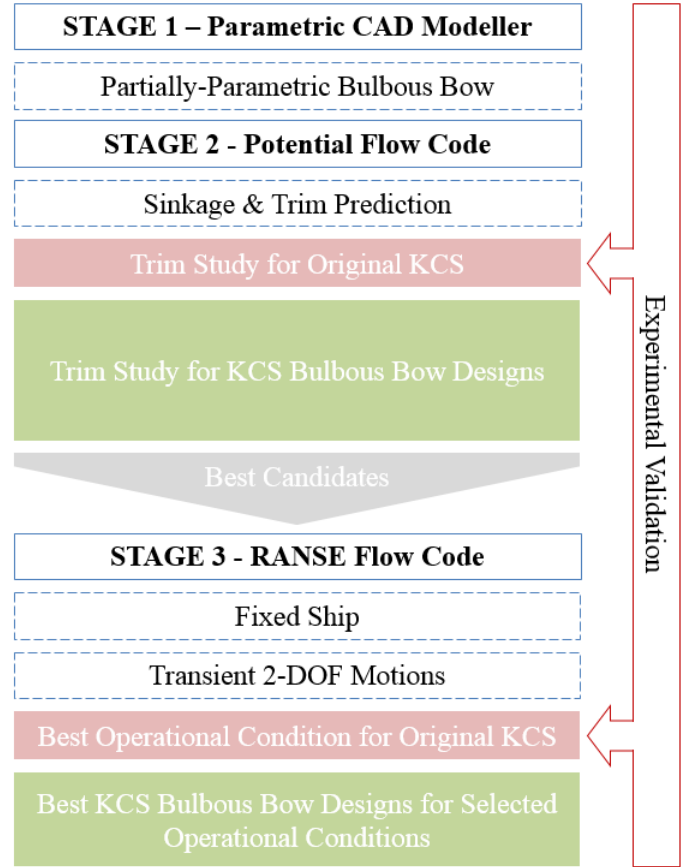 STAGE 1 – Parametric CAD Modeller
Partially-Parametric Bulbous Bow
STAGE 2 - Potential Flow Code
Sinkage & Trim Prediction
Trim Study for Original KCS
Trim Study for KCS Bulbous Bow Designs
Best Candidates
STAGE 3 - RANSE Flow Code
Fixed Ship
Transient 2-DOF Motions
Best Operational Condition for Original KCS
Best KCS Bulbous Bow Designs for Selected
Operational Conditions
Experimental Validation